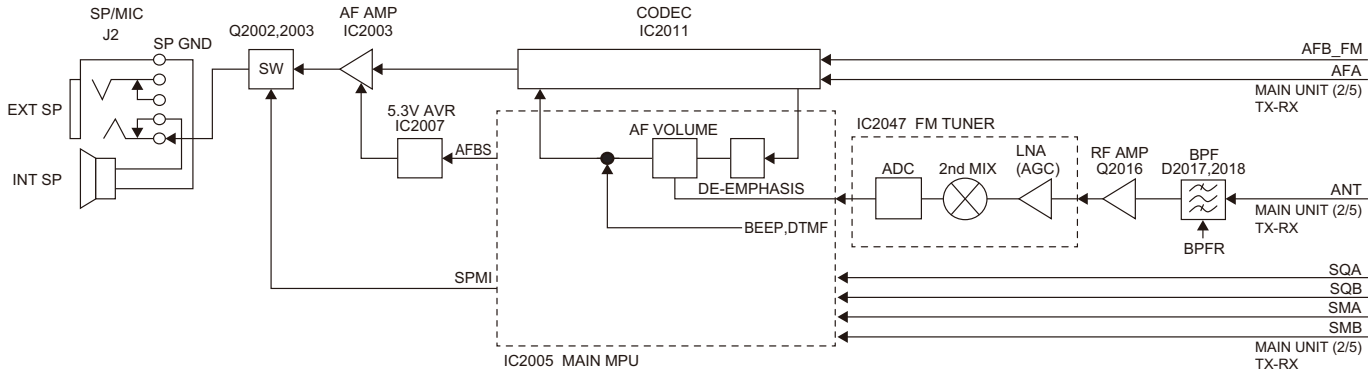 SP/MIC
J2
SP GND
EXT SP
INT SP
Q2002,2003
SW
AF AMP
IC2003
5.3V AVR
IC2007
AFBS
SPMI
CODEC
IC2011
AF VOLUME
DE-EMPHASIS
BEEP,DTMF
IC2005 MAIN MPU
IC2047 FM TUNER
ADC
2nd MIX
LNA
(AGC)
RF AMP
Q2016
BPF
D2017,2018
BPFR
AFB_FM
AFA
MAIN UNIT (2/5)
TX-RX
ANT
MAIN UNIT (2/5)
TX-RX
SQA
SQB
SMA
SMB
MAIN UNIT (2/5)
TX-RX